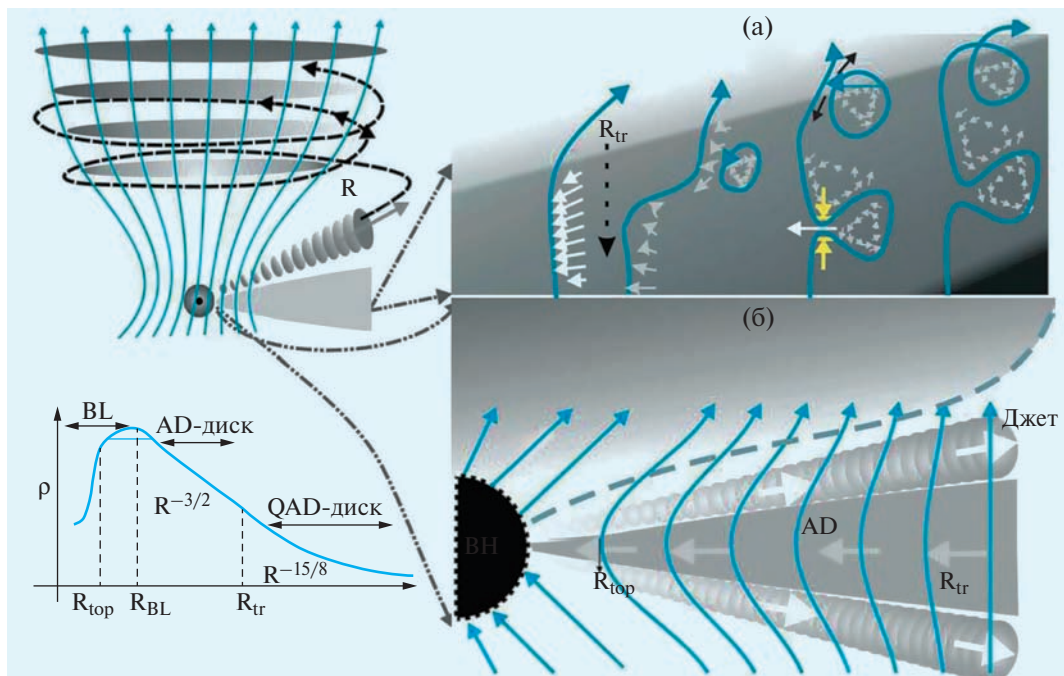 (а)
R_tr
R
(б)
BL
AD-диск
ρ
R^{-3/2}
QAD-диск
R^{-15/8}
R_top
R_BL
R_tr
Джет
BH
AD
R_top
R_tr